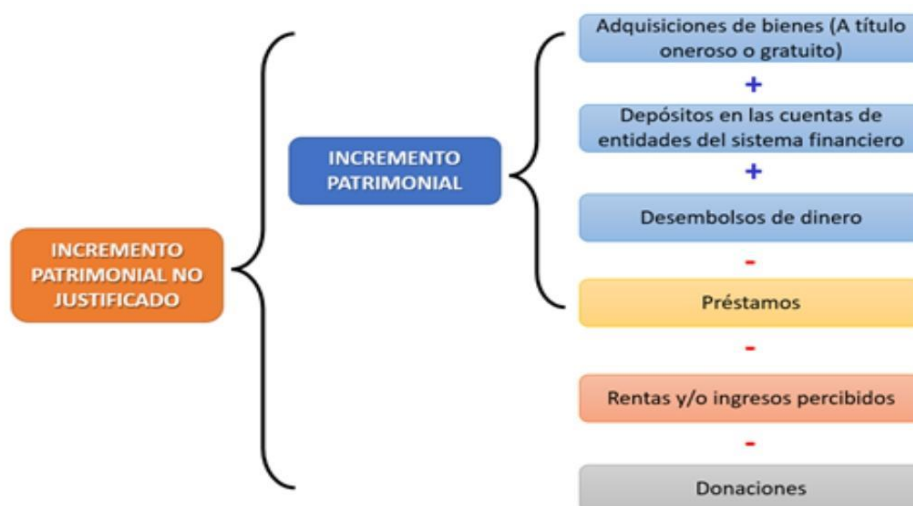 Adquisiciones de bienes (A título
oneroso o gratuito)
+
Depósitos en las cuentas de
entidades del sistema financiero
+
INCREMENTO
PATRIMONIAL
Desembolsos de dinero
-
INCREMENTO
PATRIMONIAL NO
JUSTIFICADO
Préstamos
-
Rentas y/o ingresos percibidos
-
Donaciones